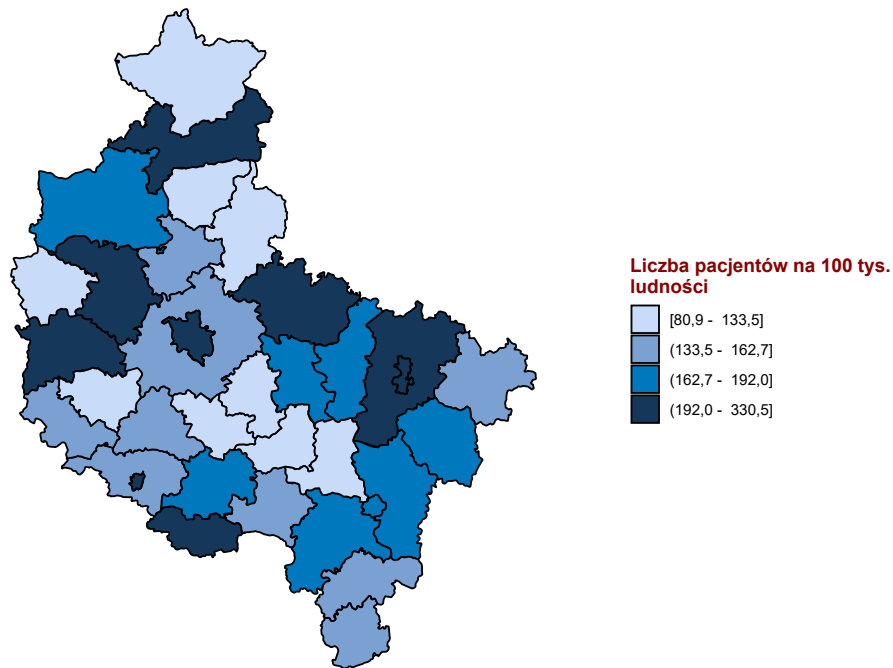 Liczba pacjentów na 100 tys.
ludności
[80,9 - 133,5]
(133,5 - 162,7]
(162,7 - 192,0]
(192,0 - 330,5]